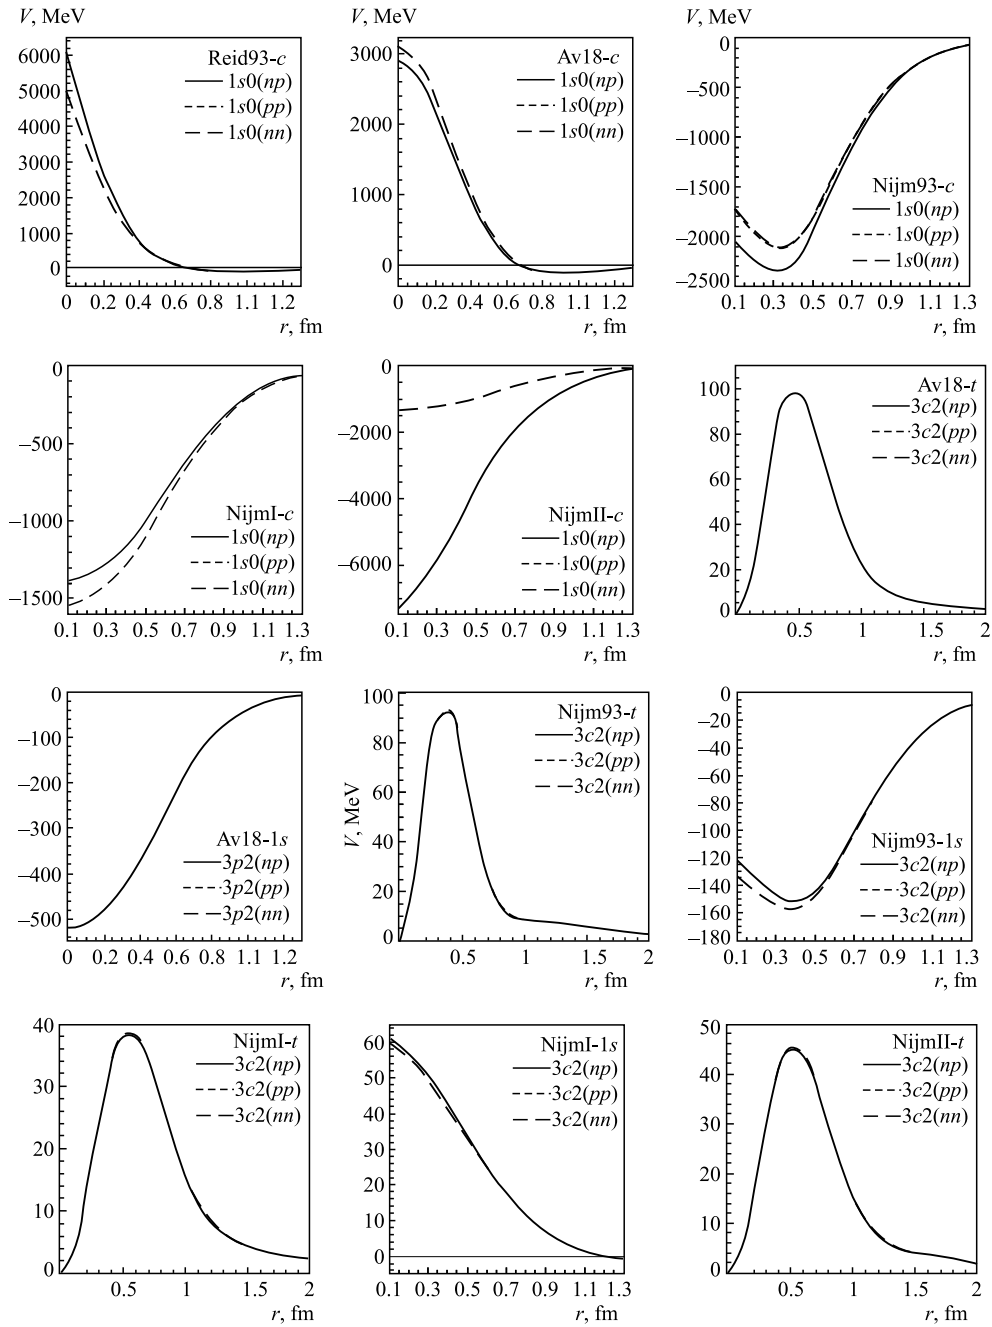 V, MeV
Reid93-c
1s0(np)
1s0(pp)
1s0(nn)
6000
5000
4000
3000
2000
1000
0
0 0.2 0.4 0.6 0.8 1.1 1.2
r, fm
V, MeV
Av18-c
1s0(np)
1s0(pp)
1s0(nn)
3000
2000
1000
0
0 0.2 0.4 0.6 0.8 1.1 1.2
r, fm
V, MeV
0
–500
–1000
–1500
–2000
–2500
Nijm93-c
1s0(np)
1s0(pp)
1s0(nn)
0.1 0.3 0.5 0.7 0.9 1.1 1.3
r, fm
0
–500
–1000
–1500
NijmI-c
1s0(np)
1s0(pp)
1s0(nn)
0.1 0.3 0.5 0.7 0.9 1.1 1.3
r, fm
0
–2000
–4000
–6000
NijmII-c
1s0(np)
1s0(pp)
1s0(nn)
0.1 0.3 0.5 0.7 0.9 1.1 1.3
r, fm
Av18-t
3c2(np)
3c2(pp)
3c2(nn)
100
80
60
40
20
0
0.5 1 1.5 2
r, fm
0
–100
–200
–300
–400
–500
Av18-1s
3p2(np)
3p2(pp)
3p2(nn)
0 0.2 0.4 0.6 0.8 1.1 1.2
r, fm
100
80
60
40
20
0
V, MeV
Nijm93-t
3c2(np)
3c2(pp)
3c2(nn)
0.5 1 1.5 2
r, fm
0
–20
–40
–60
–80
–100
–120
–140
–160
–180
Nijm93-1s
3c2(np)
3c2(pp)
3c2(nn)
0.1 0.3 0.5 0.7 0.9 1.1 1.3
r, fm
40
30
20
10
0
NijmI-t
3c2(np)
3c2(pp)
3c2(nn)
0.5 1 1.5 2
r, fm
60
50
40
30
20
10
0
NijmI-1s
3c2(np)
3c2(pp)
3c2(nn)
0.1 0.3 0.5 0.7 0.9 1.1 1.3
r, fm
50
40
30
20
10
0
NijmII-t
3c2(np)
3c2(pp)
3c2(nn)
0.5 1 1.5 2
r, fm